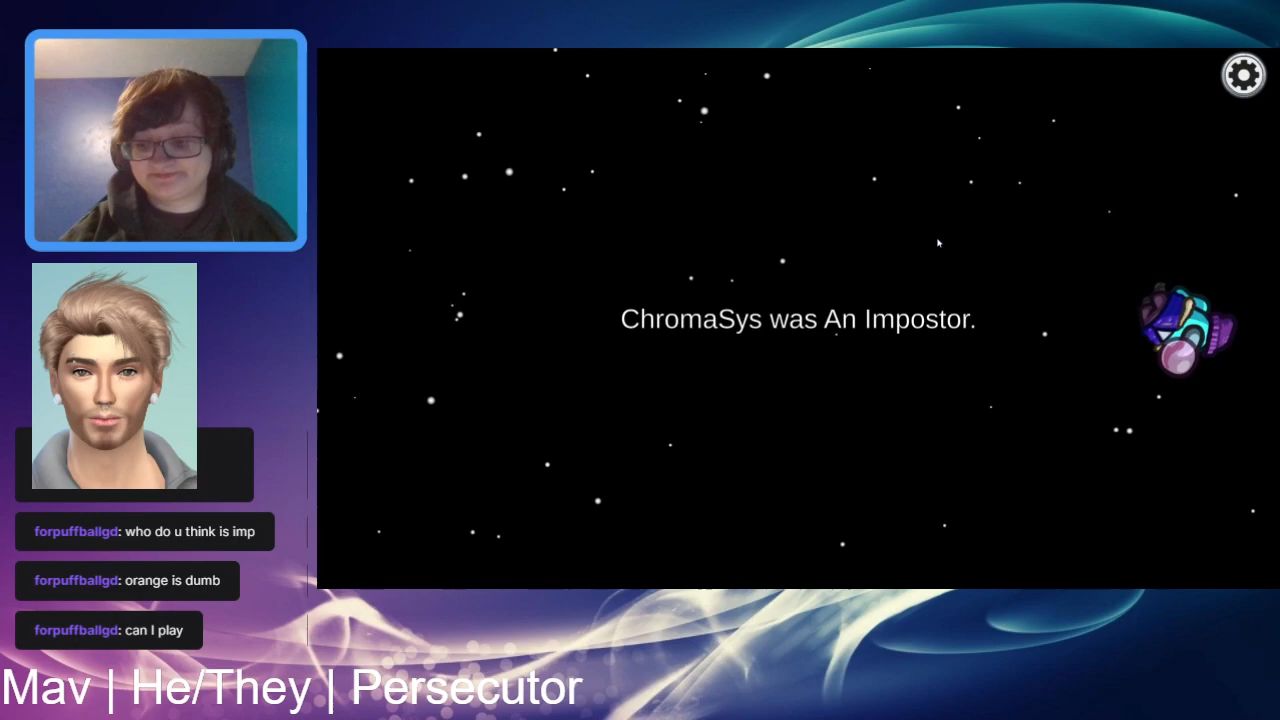 ChromaSys was An Impostor.
forpuffballgd: who do u think is imp
forpuffballgd: orange is dumb
forpuffballgd: can I play
Mav | He/They | Persecutor